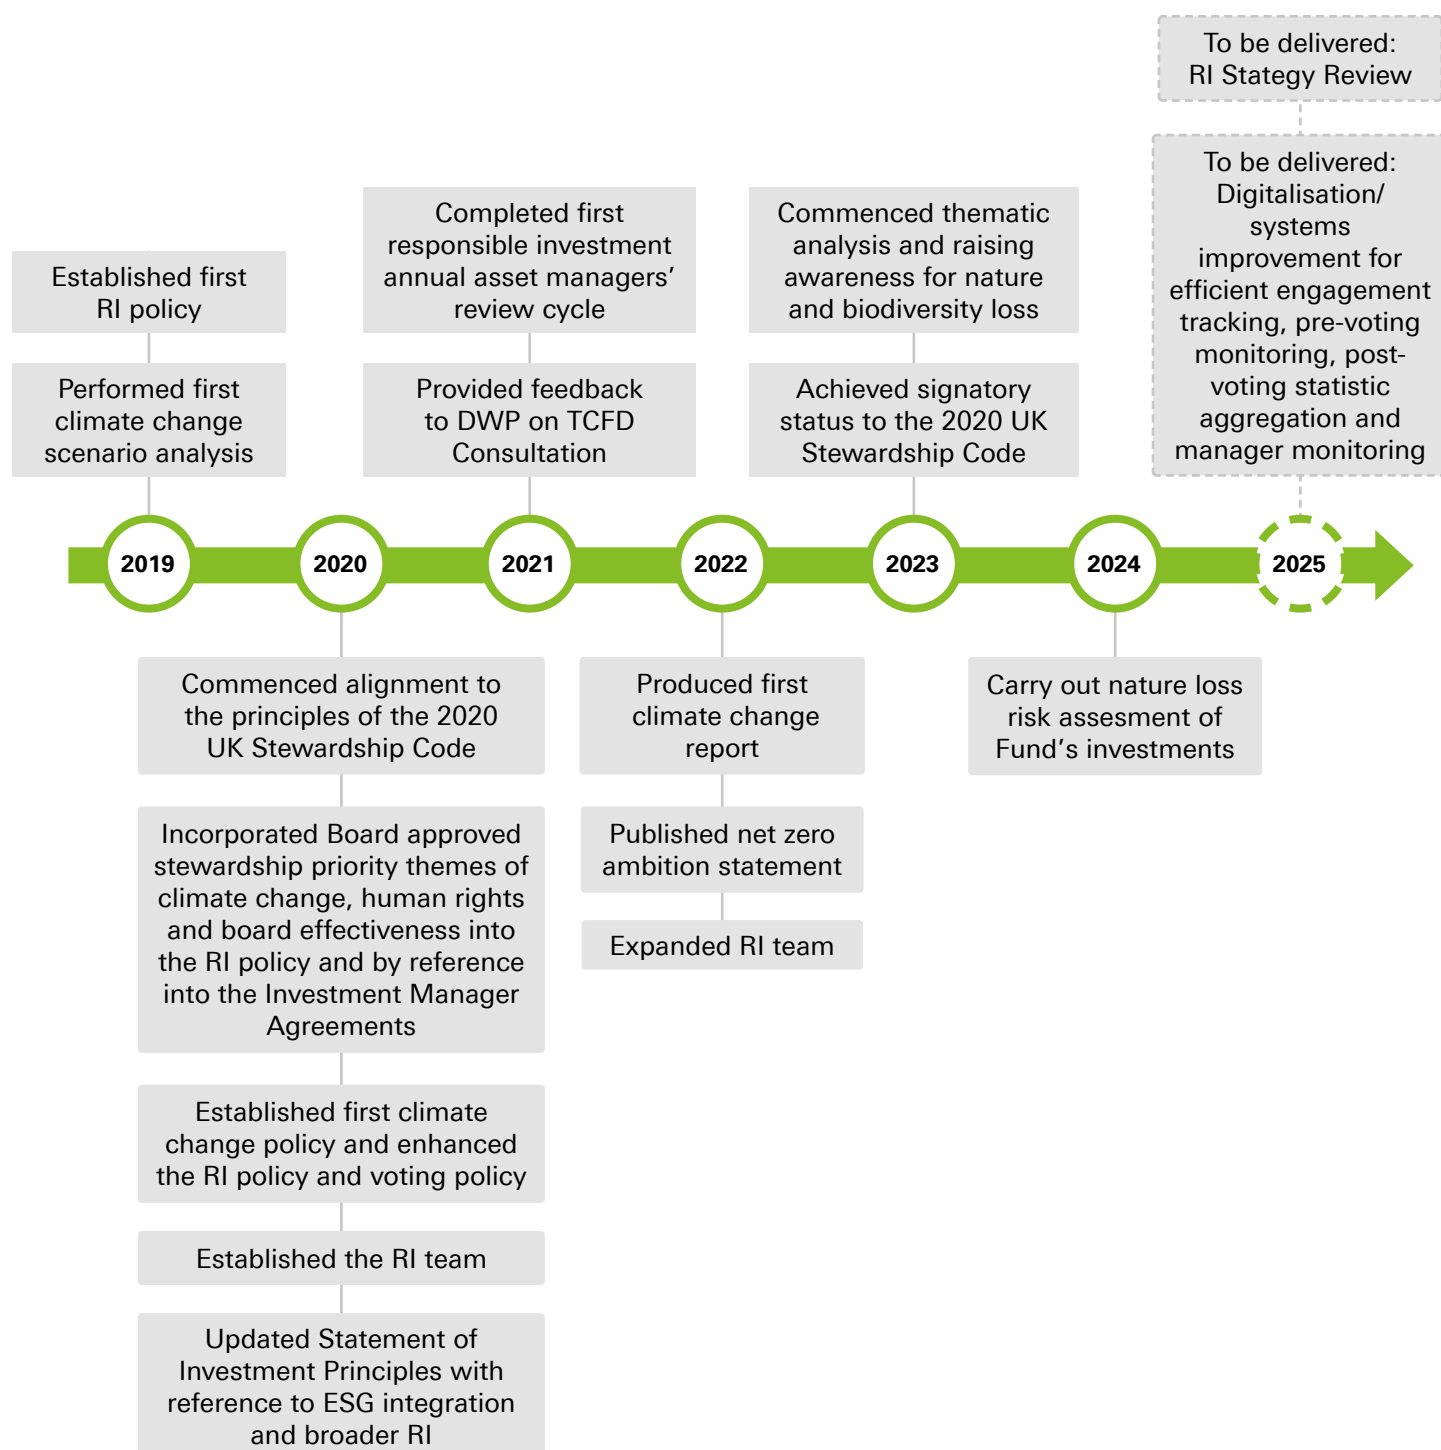 To be delivered:
RI Stategy Review
To be delivered:
Digitalisation/
systems
improvement for
efficient engagement
tracking, pre-voting
monitoring, post-
voting statistic
aggregation and
manager monitoring
Established first
RI policy
Performed first
climate change
scenario analysis
Completed first
responsible investment
annual asset managers’
review cycle
Provided feedback
to DWP on TCFD
Consultation
Commenced thematic
analysis and raising
awareness for nature
and biodiversity loss
Achieved signatory
status to the 2020 UK
Stewardship Code
2019
2020
2021
2022
2023
2024
2025
Commenced alignment to
the principles of the 2020
UK Stewardship Code
Incorporated Board approved
stewardship priority themes of
climate change, human rights
and board effectiveness into
the RI policy and by reference
into the Investment Manager
Agreements
Established first climate
change policy and enhanced
the RI policy and voting policy
Established the RI team
Updated Statement of
Investment Principles with
reference to ESG integration
and broader RI
Produced first
climate change
report
Published net zero
ambition statement
Expanded RI team
Carry out nature loss
risk assesment of
Fund’s investments